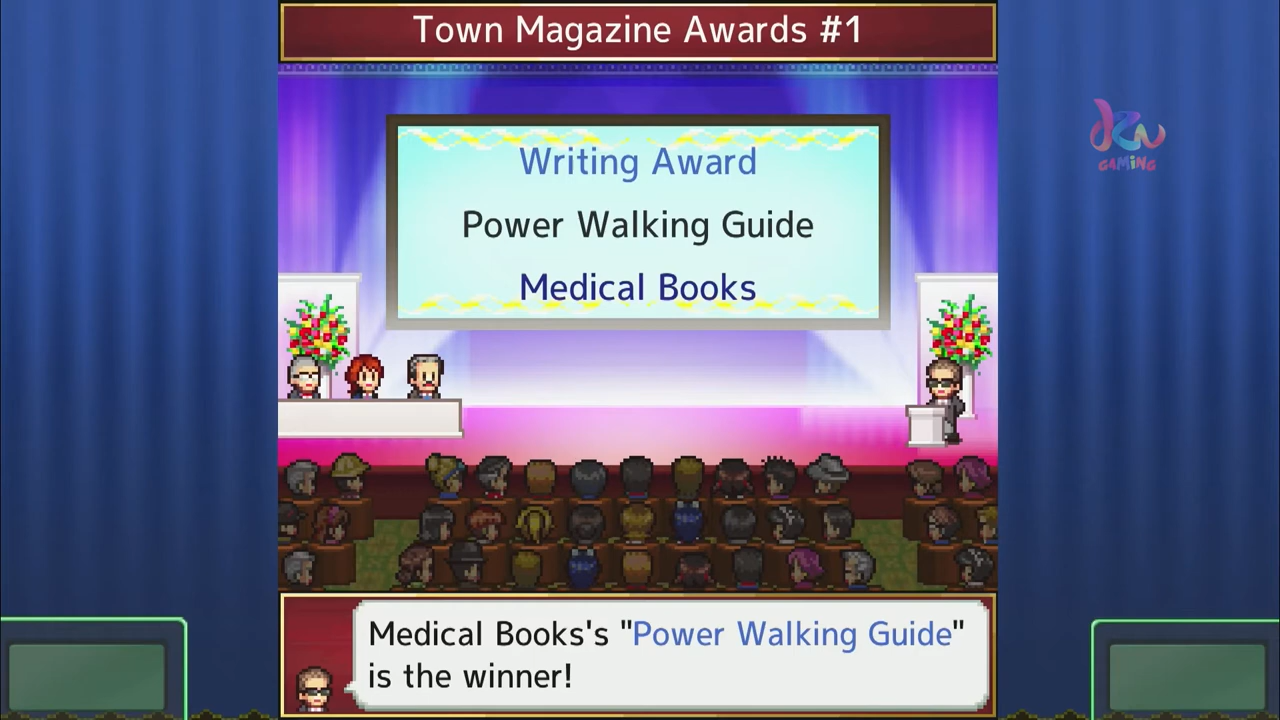 Town Magazine Awards #1
Writing Award
Power Walking Guide
Medical Books
Medical Books's "Power Walking Guide"
is the winner!
GAMING